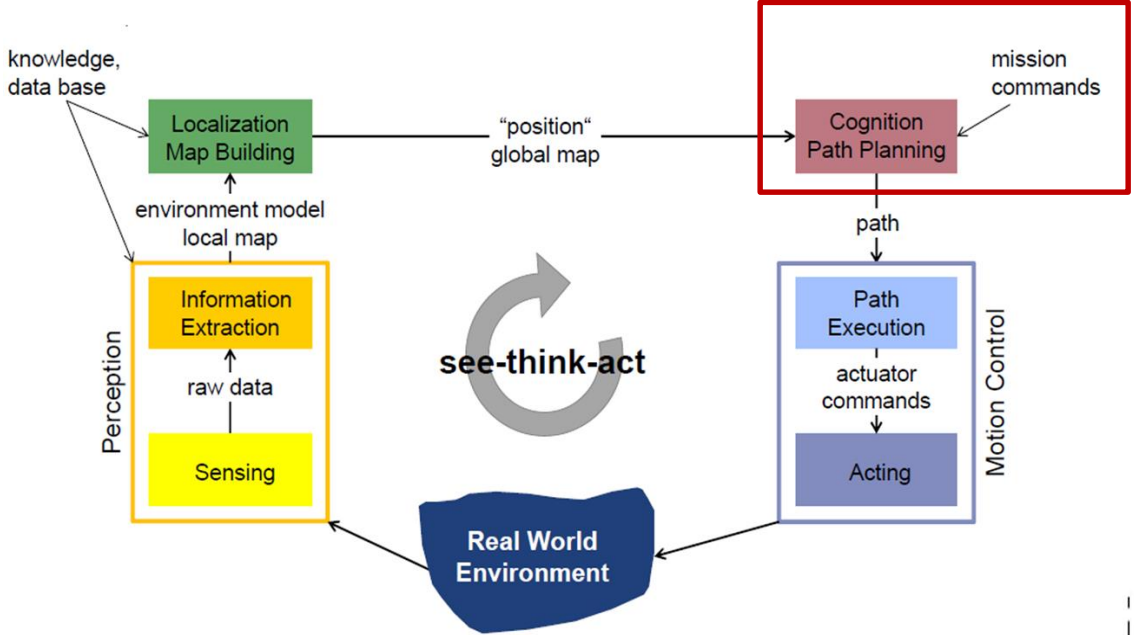 knowledge,
data base
Localization
Map Building
“position“
global map
Cognition
Path Planning
mission
commands
environment model
local map
path
Information
Extraction
raw data
Sensing
Perception
see-think-act
Path
Execution
actuator
commands
Acting
Motion Control
Real World
Environment